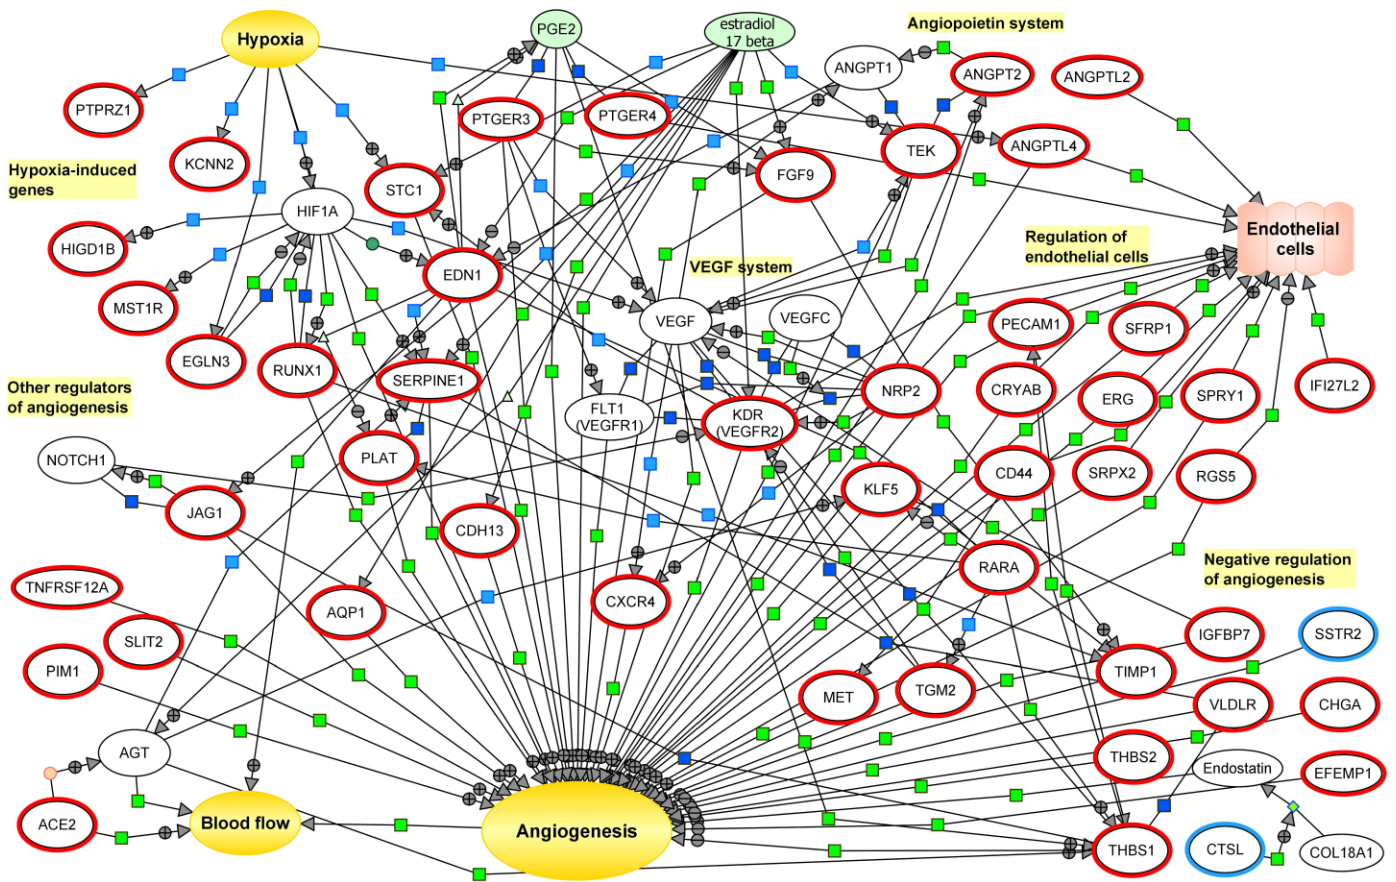 Hypoxia
PGE2
estradiol
17 beta
Angiopoietin system
ANGPT1
ANGPT2
ANGPTL2
PTPRZ1
PTGER3
PTGER4
TEK
ANGPTL4
KCNN2
Hypoxia-induced
genes
STC1
FGF9
HIF1A
HIGD1B
EDN1
VEGF system
Regulation of
endothelial cells
Endothelial
cells
MST1R
VEGF
VEGFC
PECAM1
SFRP1
EGLN3
RUNX1
SERPINE1
Other regulators
of angiogenesis
FLT1
(VEGFR1)
KDR
(VEGFR2)
NRP2
CRYAB
ERG
SPRY1
IFI27L2
NOTCH1
PLAT
KLF5
CD44
SRPX2
RGS5
JAG1
CDH13
RARA
Negative regulation
of angiogenesis
TNFRSF12A
AQP1
CXCR4
SLIT2
IGFBP7
SSTR2
PIM1
MET
TGM2
TIMP1
VLDLR
CHGA
AGT
THBS2
Endostatin
EFEMP1
ACE2
Blood flow
Angiogenesis
THBS1
CTSL
COL18A1